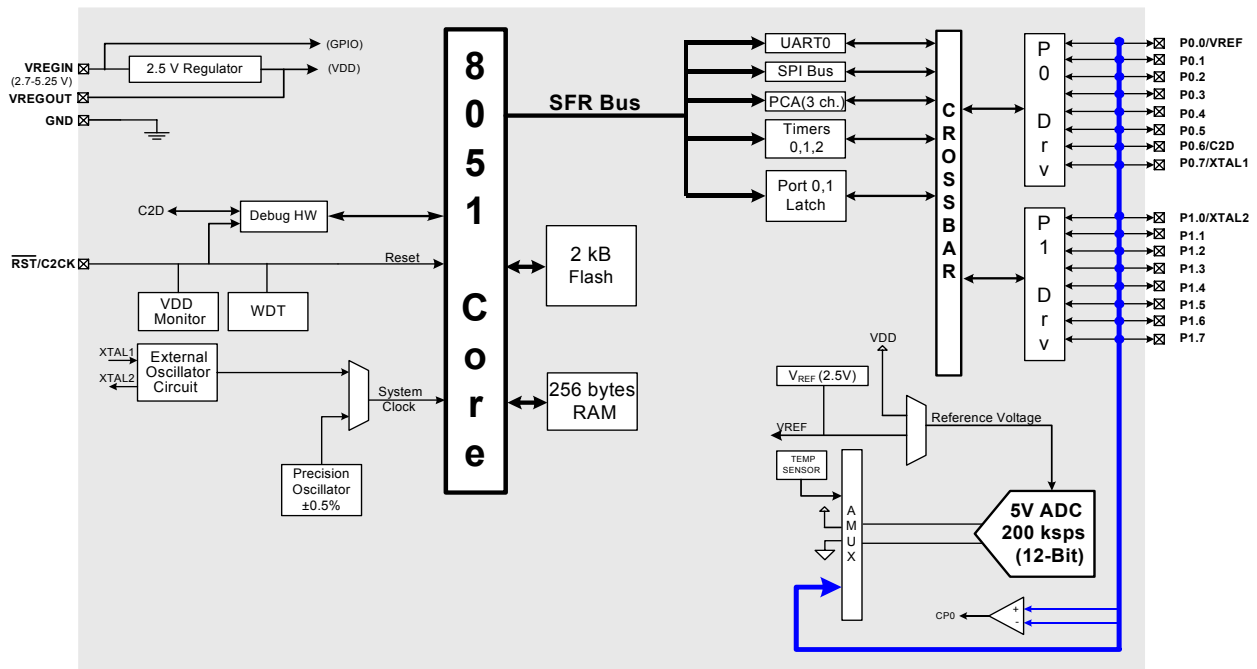 VREGIN
(2.7-5.25 V)
VREGOUT
GND
2.5 V Regulator
(GPIO)
(VDD)
C2D
Debug HW
RST/C2CK
Reset
VDD
Monitor
WDT
XTAL1
XTAL2
External
Oscillator
Circuit
System
Clock
Precision
Oscillator
±0.5%
8
0
5
1
C
o
r
e
2 kB
Flash
256 bytes
RAM
SFR Bus
UART0
SPI Bus
PCA(3 ch.)
Timers
0,1,2
Port 0,1
Latch
C
R
O
S
S
B
A
R
P
0
D
r
v
P0.0/VREF
P0.1
P0.2
P0.3
P0.4
P0.5
P0.6/C2D
P0.7/XTAL1
P
1
D
r
v
P1.0/XTAL2
P1.1
P1.2
P1.3
P1.4
P1.5
P1.6
P1.7
VDD
VREF (2.5V)
VREF
Reference Voltage
TEMP
SENSOR
A
M
U
X
5V ADC
200 ksps
(12-Bit)
CP0
+
-